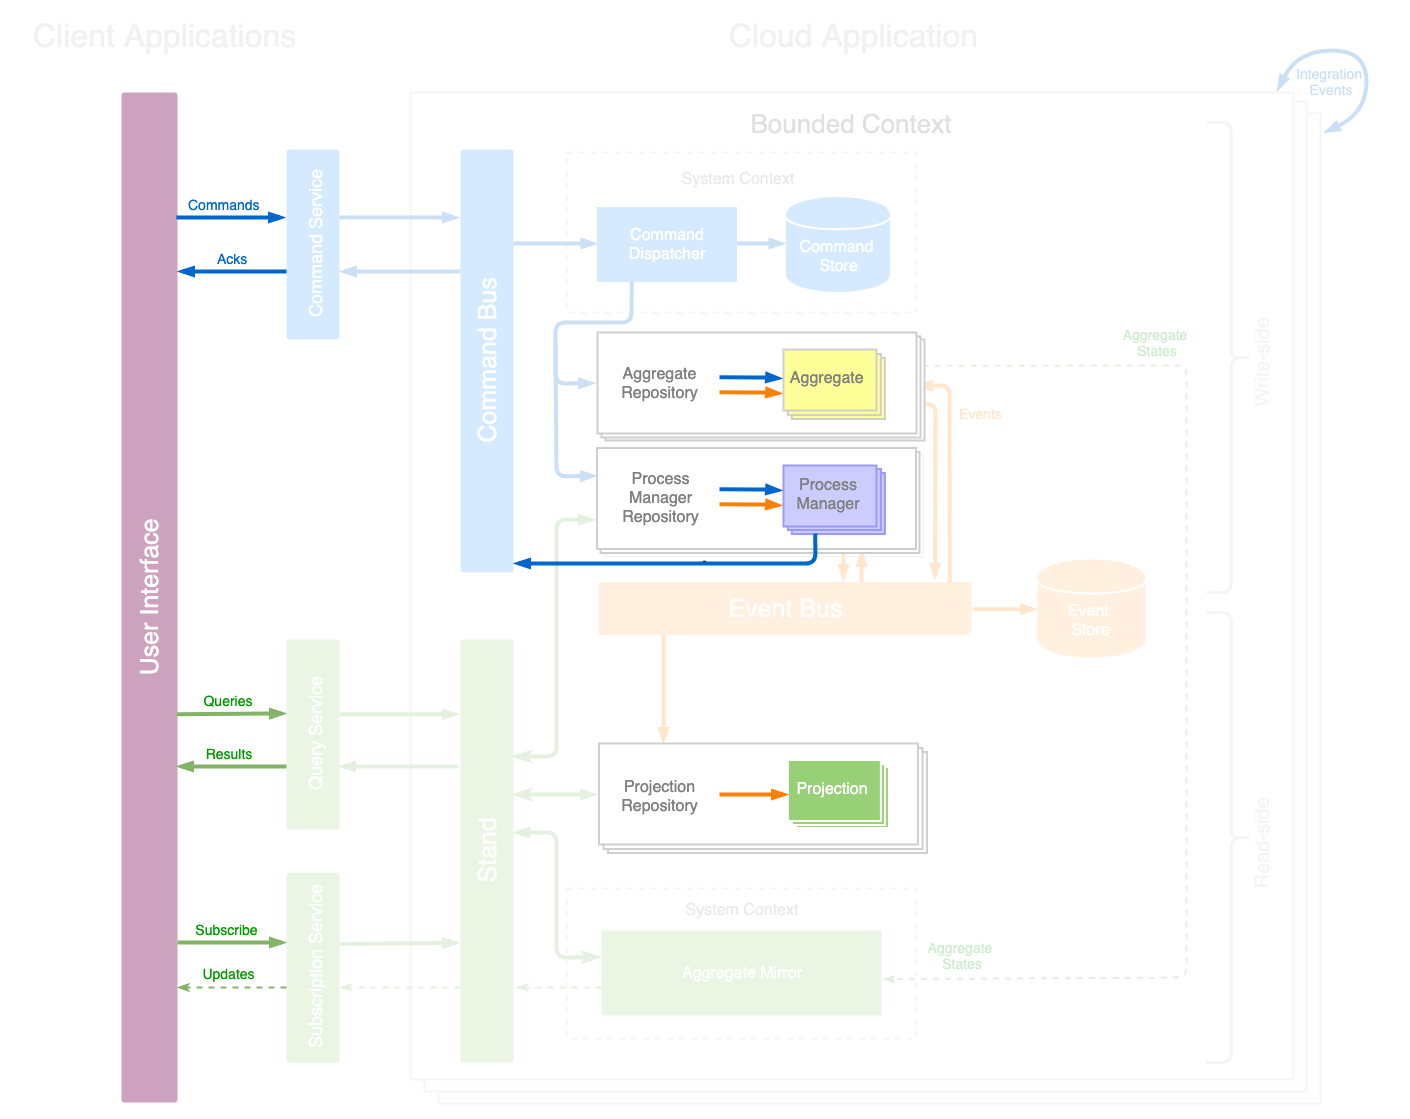 Client Applications
Cloud Application
Integration
Events
Bounded Context
System Context
Commands
Acks
Command Service
Command Bus
Command
Dispatcher
Command
Store
Aggregate
States
Write-side
Aggregate
Repository
Aggregate
Events
Process
Manager
Repository
Process
Manager
User Interface
Event Bus
Event
Store
Queries
Results
Query Service
Stand
Projection
Repository
Projection
Read-side
Subscribe
Updates
Subscription Service
System Context
Aggregate Mirror
Aggregate
States